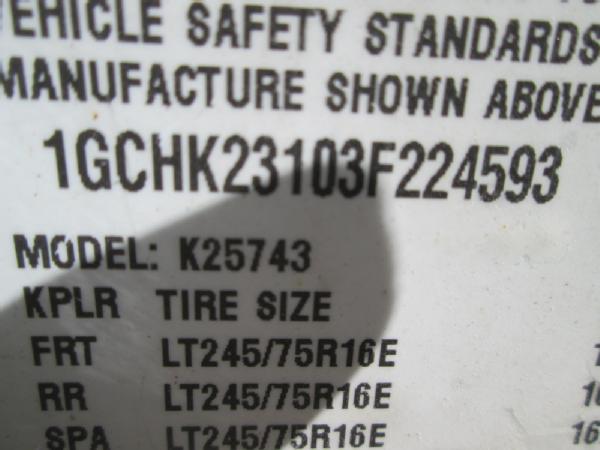 VEHICLE SAFETY STANDARDS
MANUFACTURE SHOWN ABOVE
1GCHK23103F224593
MODEL: K25743
KPLR TIRE SIZE
FRT LT245/75R16E
RR LT245/75R16E
SPA LT245/75R16E 16